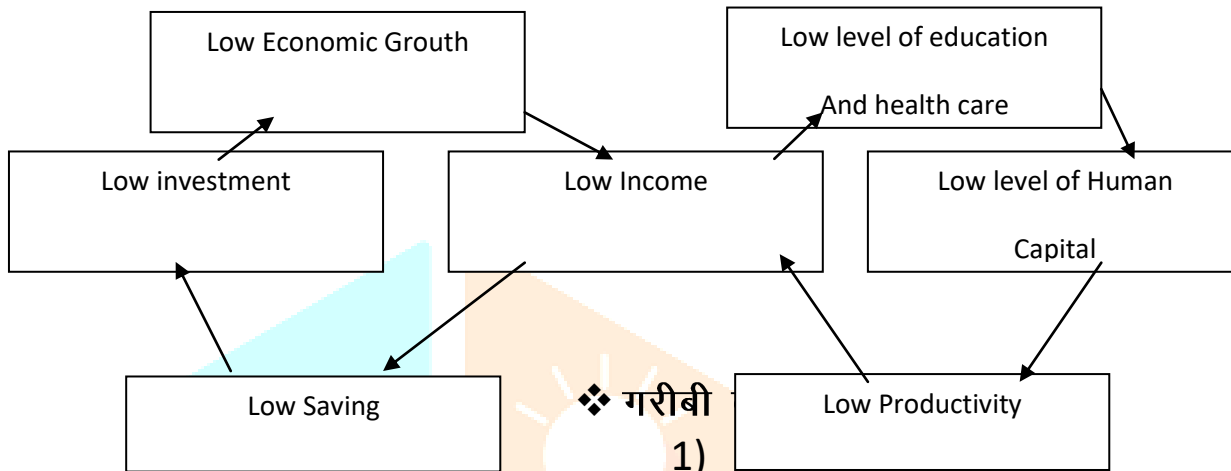 Low Economic Grouth
Low level of education
And health care
Low investment
Low Income
Low level of Human
Capital
Low Saving
❖ गरीबी
Low Productivity
1)